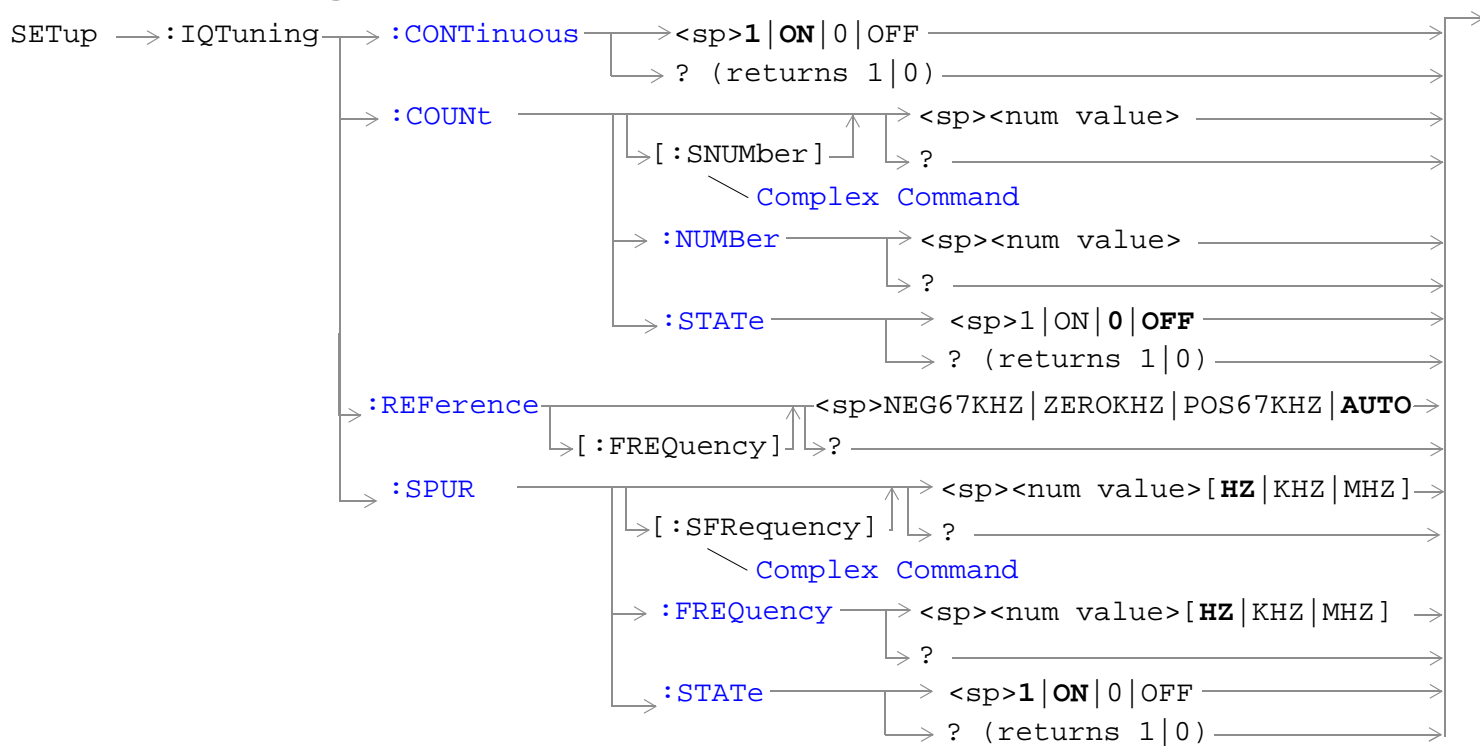 SETup :IQTuning :CONTinuous <sp>1|ON|0|OFF
? (returns 1|0)
:COUNt <sp><num value>
[:SNUMber] ?
Complex Command
:NUMBer <sp><num value>
?
:STATe <sp>1|ON|0|OFF
? (returns 1|0)
:REFerence <sp>NEG67KHZ|ZEROKHZ|POS67KHZ|AUTO
[:FREQuency] ?
:SPUR <sp><num value>[HZ|KHZ|MHZ]
[:SFRequency] ?
Complex Command
:FREQuency <sp><num value>[HZ|KHZ|MHZ]
?
:STATe <sp>1|ON|0|OFF
? (returns 1|0)